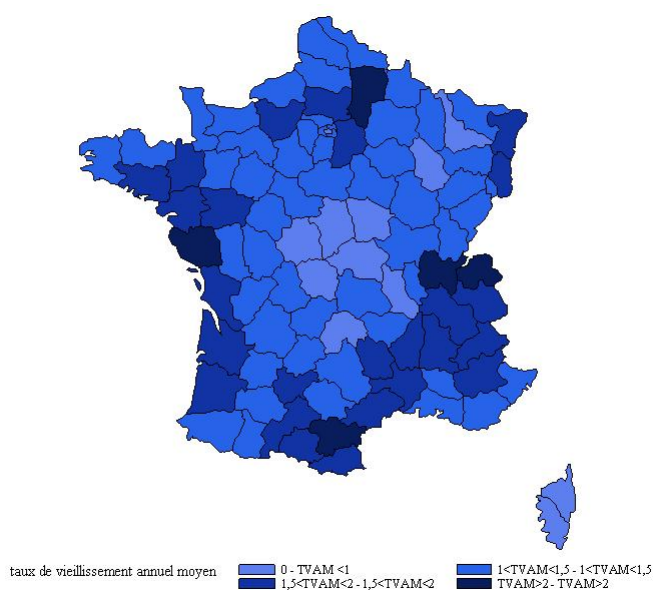 taux de vieillissement annuel moyen
0 - TVAM <1
1<TVAM<1,5 - 1<TVAM<1,5
1,5<TVAM<2 - 1,5<TVAM<2
TVAM>2 - TVAM>2